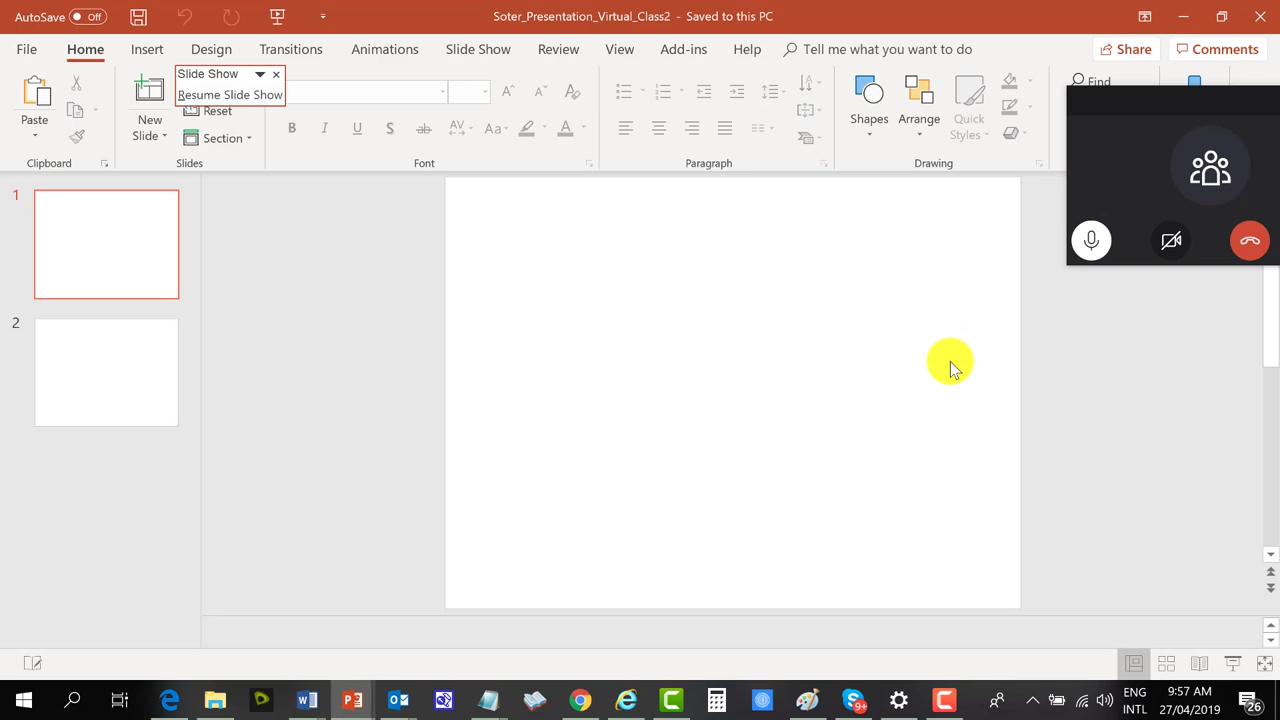 AutoSave Off
Soter_Presentation_Virtual_Class2 - Saved to this PC
File Home Insert Design Transitions Animations Slide Show Review View Add-ins Help Tell me what you want to do Share Comments
Slide Show
Resume Slide Show
Find
Paste
New
Slide
Reset
Section
Shapes
Arrange
Quick
Styles
Clipboard Slides Font Paragraph Drawing
1
2
ENG
INTL
9:57 AM
27/04/2019
9+
26